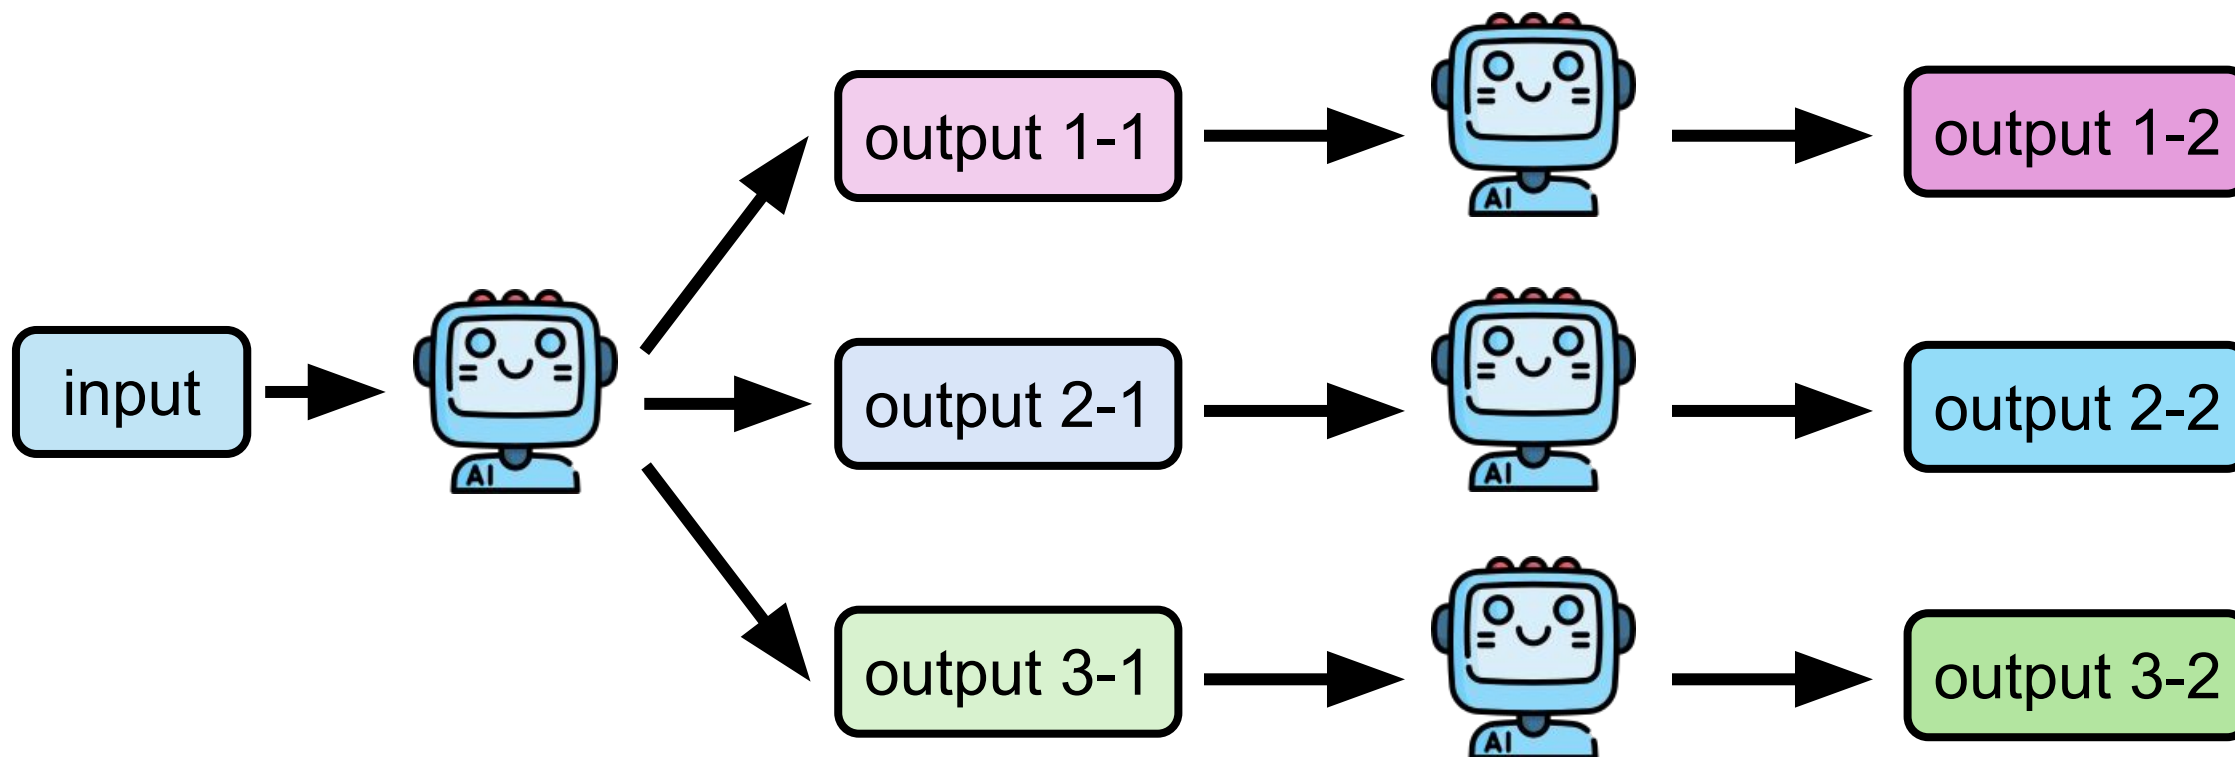 output 1-1
AI
output 1-2
input
AI
output 2-1
AI
output 2-2
output 3-1
AI
output 3-2